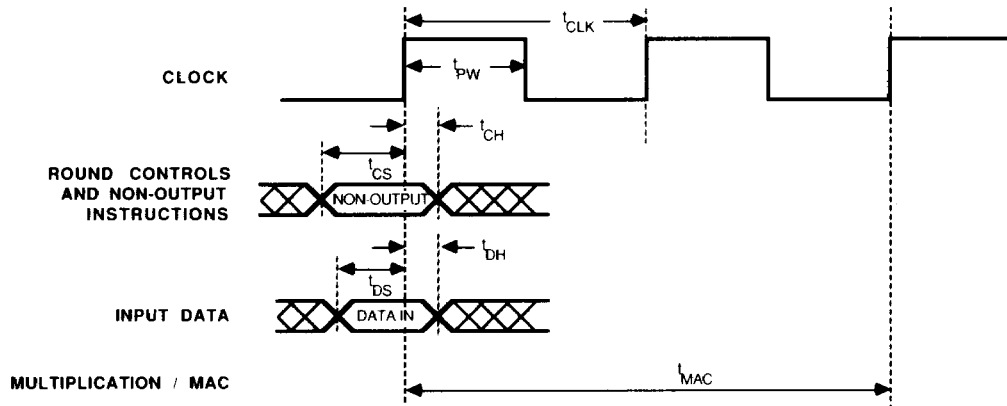 tCLK
tPW
CLOCK
tCH
tCS
ROUND CONTROLS
AND NON-OUTPUT
INSTRUCTIONS
NON-OUTPUT
tDH
tDS
INPUT DATA
DATA IN
tMAC
MULTIPLICATION / MAC